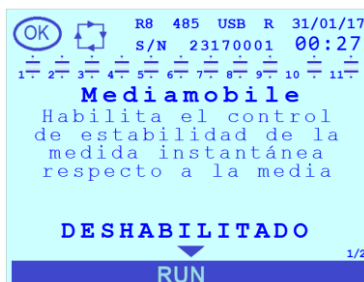 OK R8 485 USB R 31/01/17
S/N 23170001 00:27
1 2 3 4 5 6 7 8 9 10 11
Mediamobile
Habilita el control
de estabilidad de la
medida instantánea
respecto a la media
DESHABILITADO
1/2
RUN